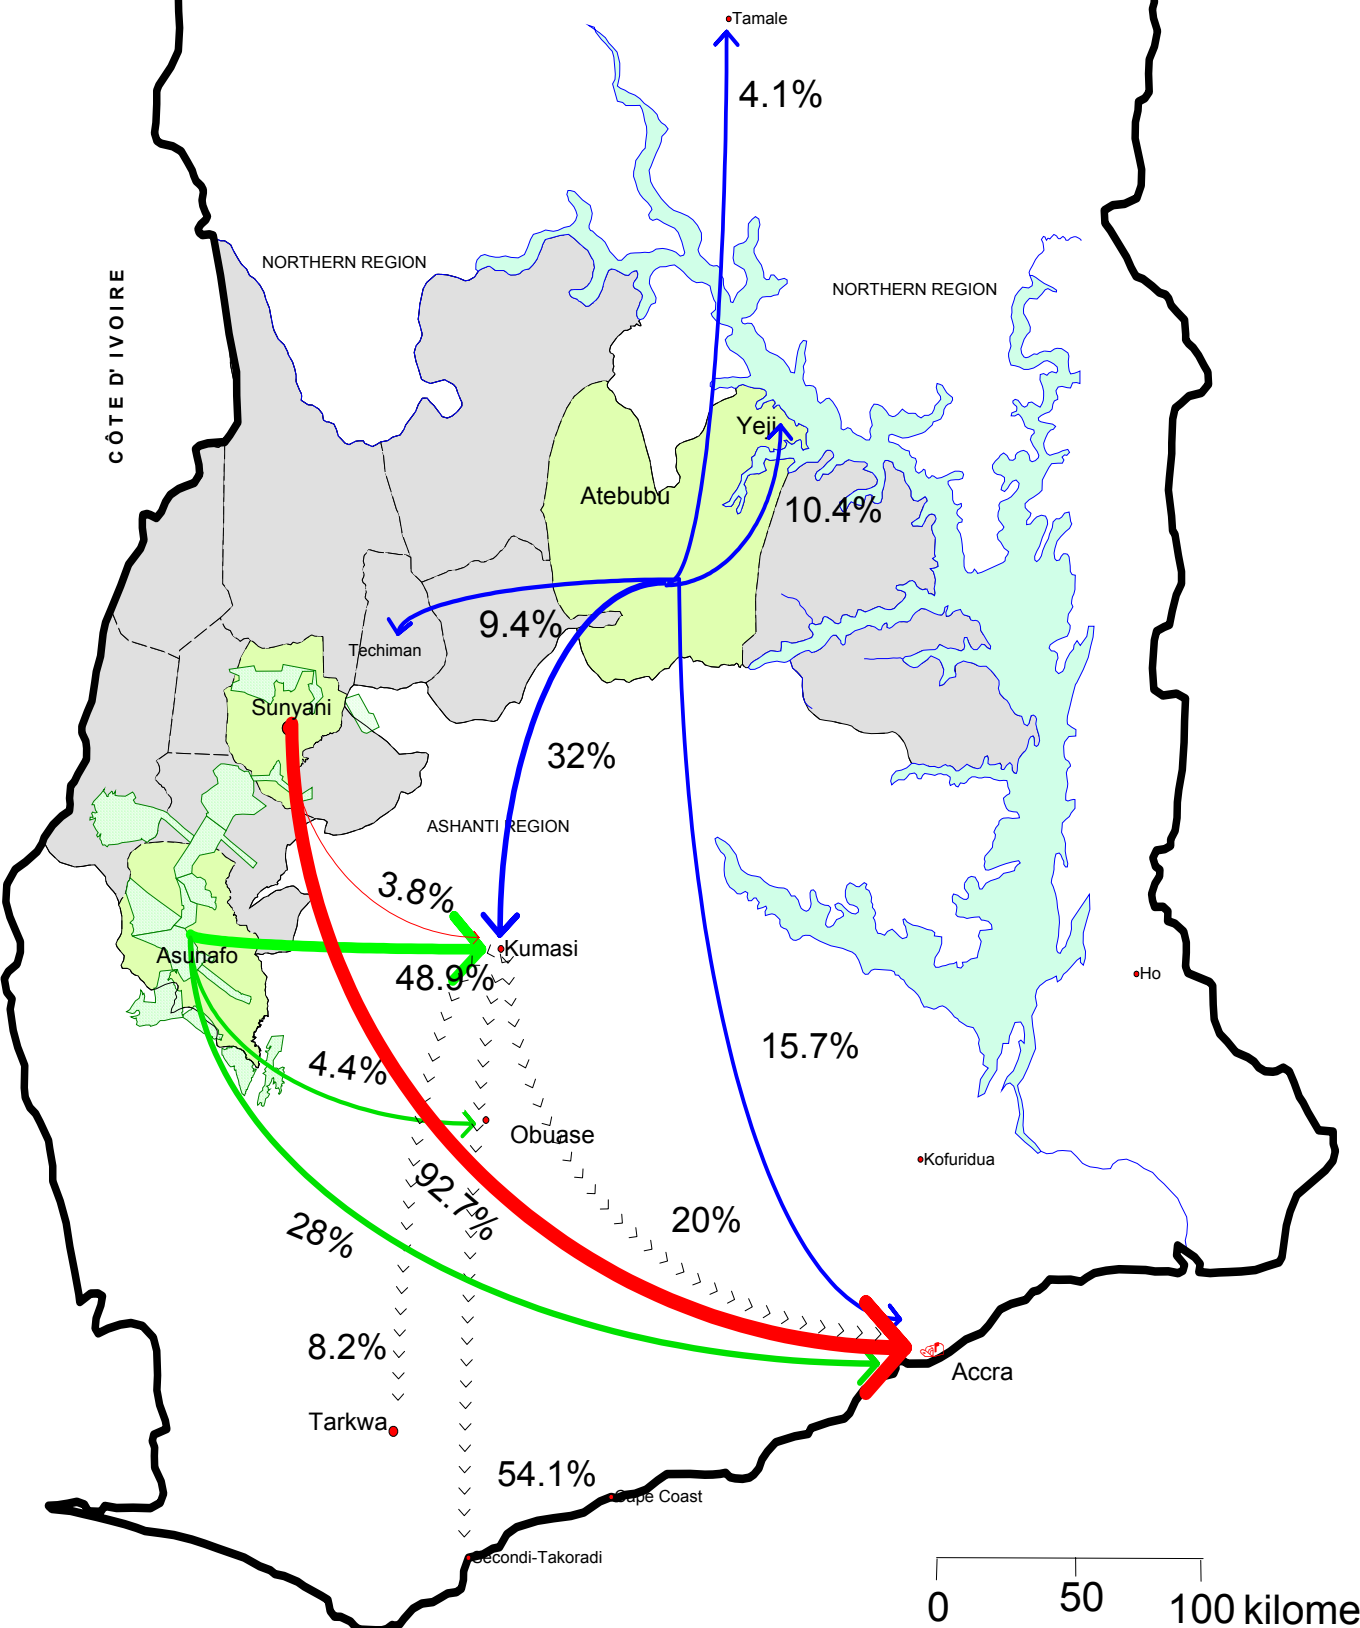 Tamale
4.1%
NORTHERN REGION
NORTHERN REGION
CÔTE D' IVOIRE
Yeji
Atebubu
10.4%
9.4%
Techiman
Sunyani
32%
ASHANTI REGION
3.8%
Kumasi
Asunafo
48.9%
Ho
15.7%
4.4%
Obuase
Kofuridua
92.7%
20%
28%
8.2%
Accra
Tarkwa
54.1%
Cape Coast
Secondi-Takoradi
0 50 100 kilome